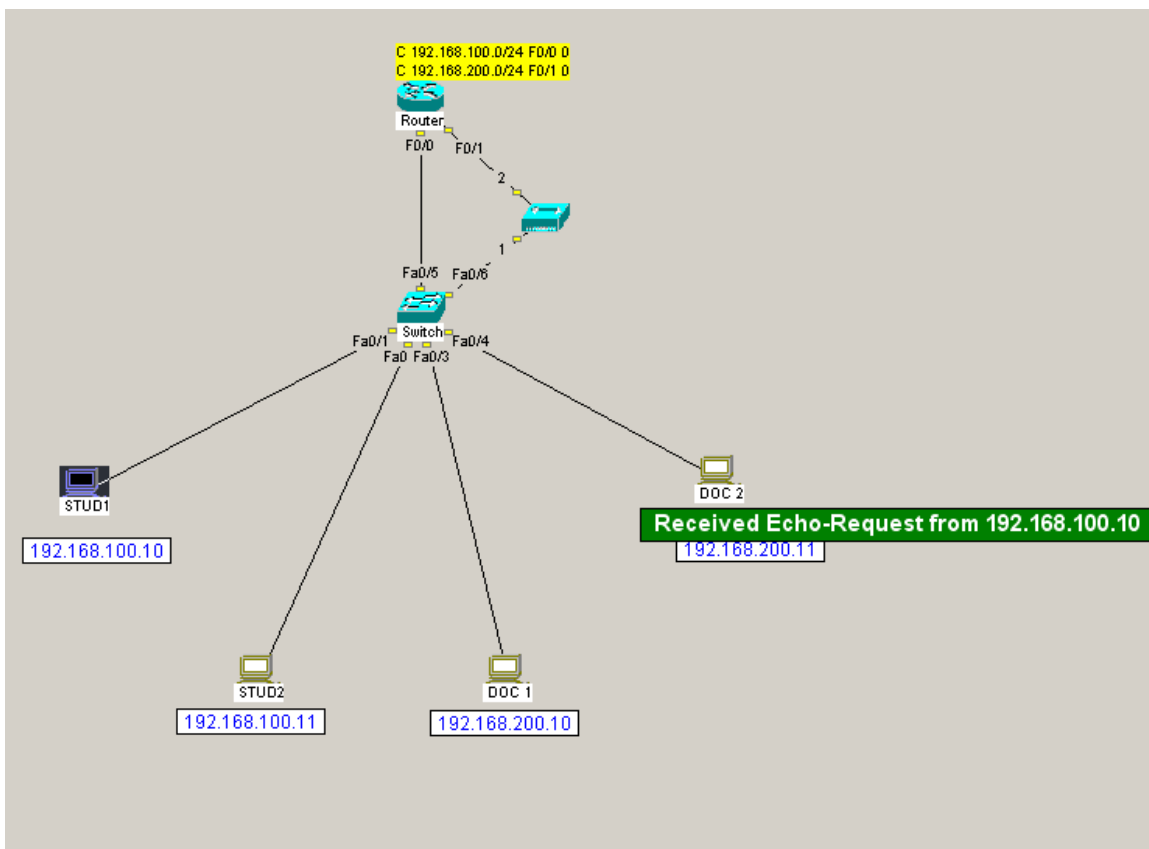 C 192.168.100.0/24 F0/0 0
C 192.168.200.0/24 F0/1 0
Router
F0/0
F0/1
2
1
Fa0/5
Fa0/6
Switch
Fa0/1
Fa0/4
Fa0
Fa0/3
STUD1
DOC 2
Received Echo-Request from 192.168.100.10
192.168.100.10
192.168.200.11
STUD2
DOC 1
192.168.100.11
192.168.200.10